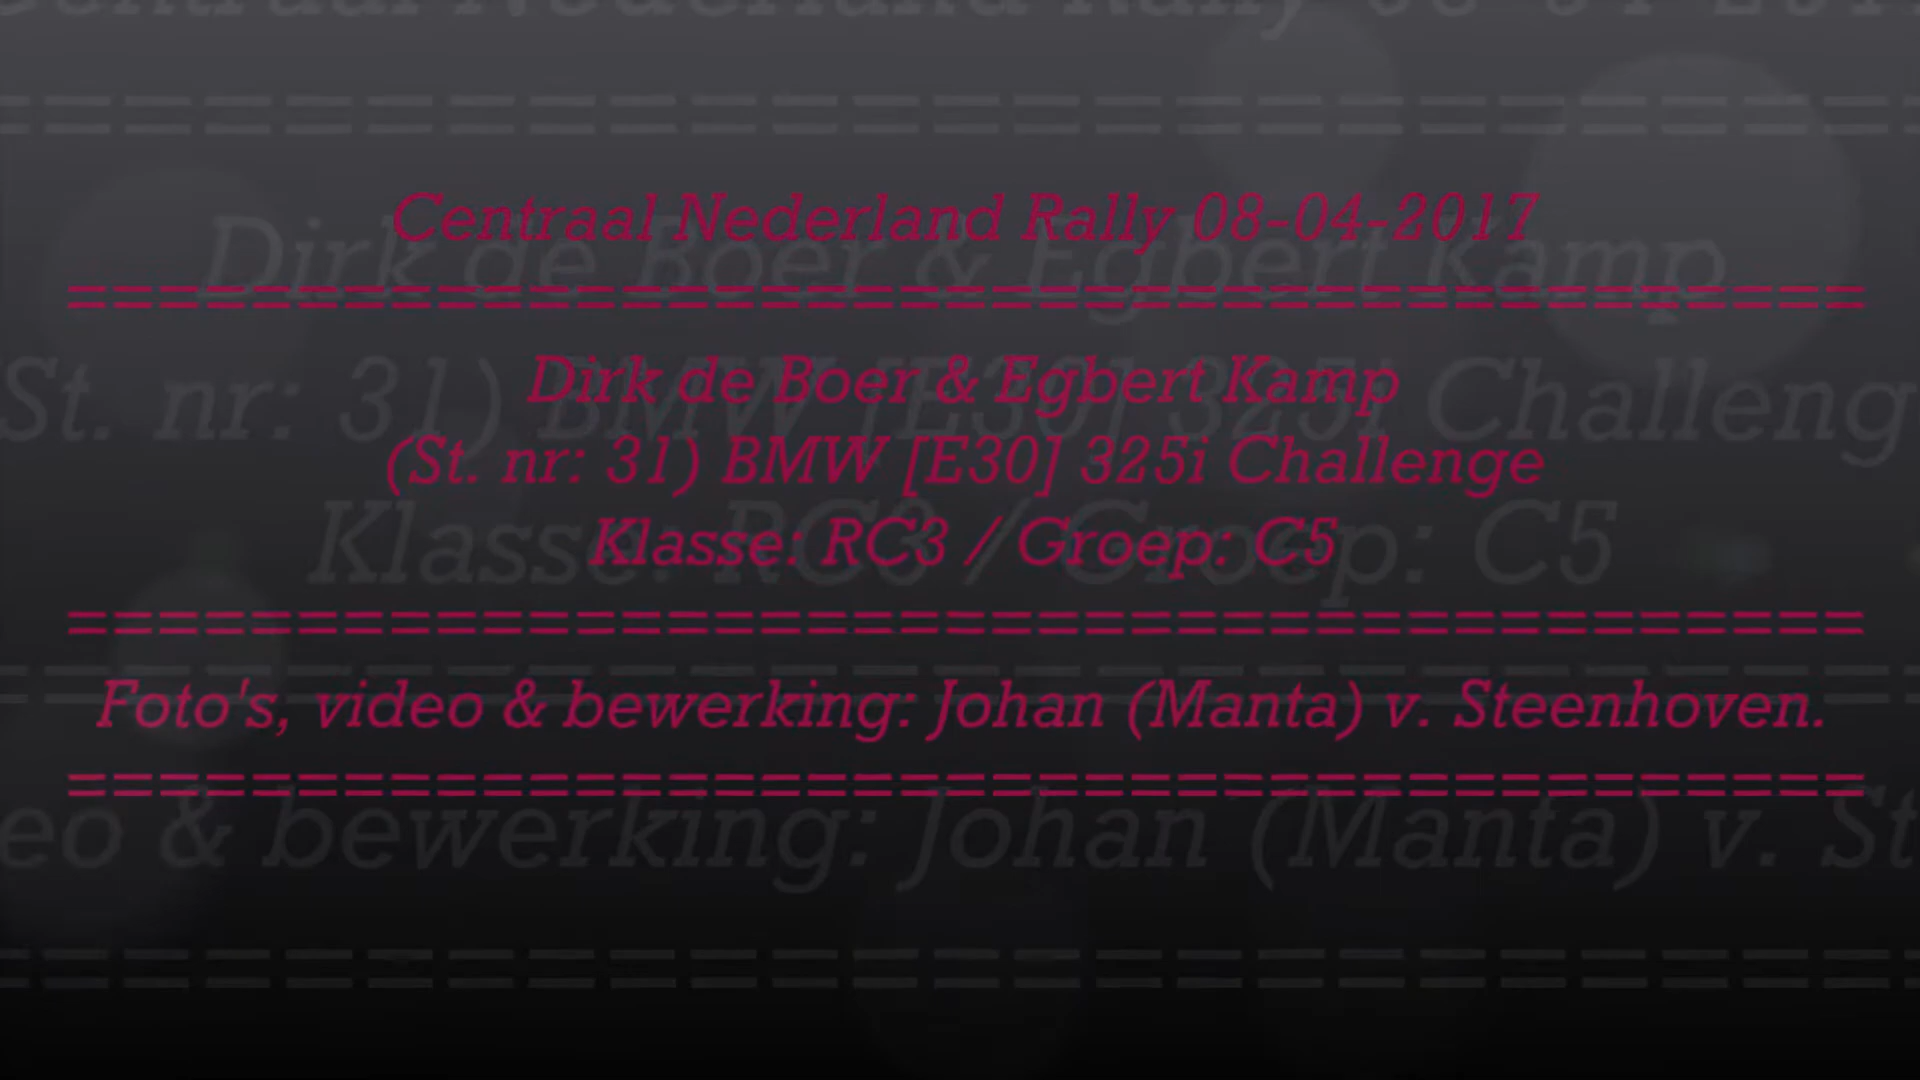 Centraal Nederland Rally 08-04-2017
=======================================
Dirk de Boer & Egbert Kamp
(St. nr: 31) BMW [E30] 325i Challenge
Klasse: RC3 / Groep: C5
=======================================
Foto's, video & bewerking: Johan (Manta) v. Steenhoven.
=======================================